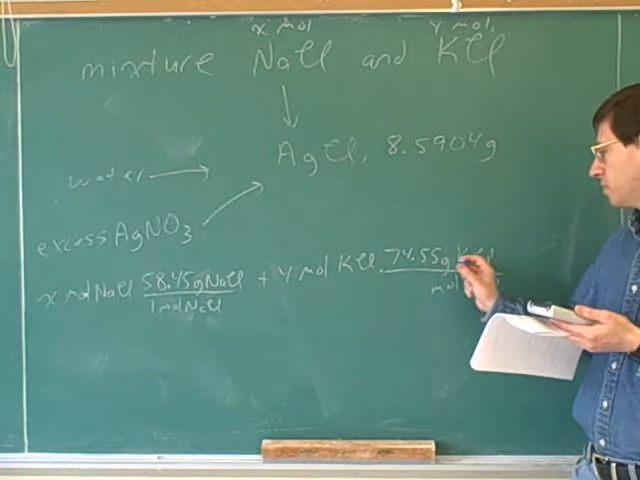 x mol y mol
mixture NaCl and KCl
AgCl, 8.5904g
water
excess AgNO3
x mol NaCl 58.45g NaCl + y mol KCl · 74.55g KCl
1 mol NaCl mol